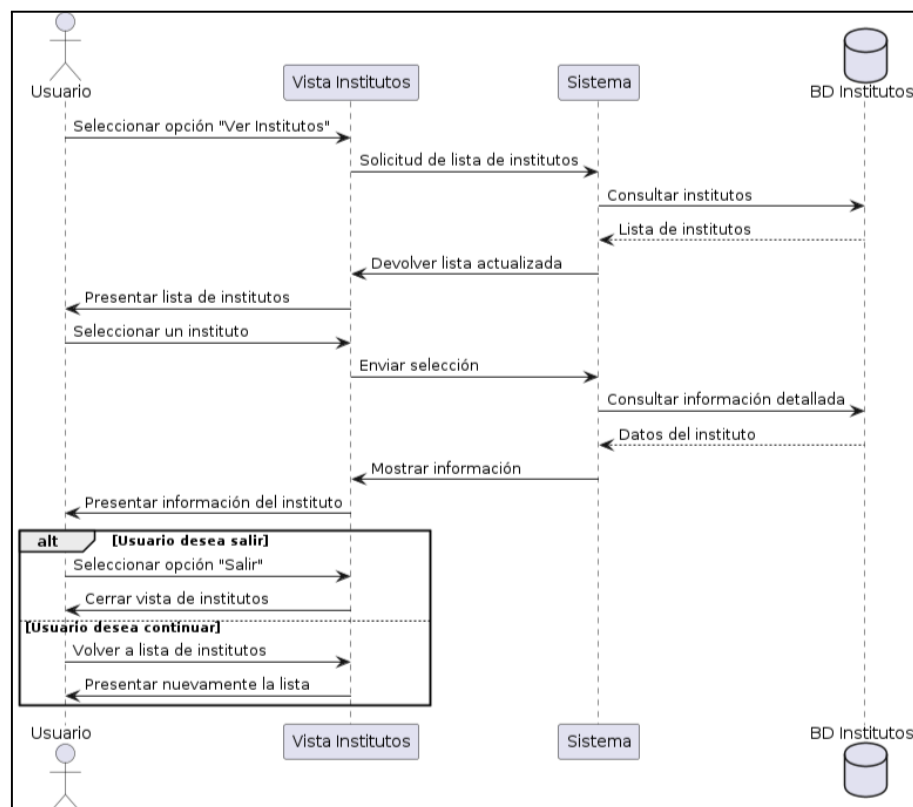 Usuario
Vista Institutos
Sistema
BD Institutos
Seleccionar opción "Ver Institutos"
Solicitud de lista de institutos
Consultar institutos
Lista de institutos
Devolver lista actualizada
Presentar lista de institutos
Seleccionar un instituto
Enviar selección
Consultar información detallada
Datos del instituto
Mostrar información
Presentar información del instituto
alt [Usuario desea salir]
Seleccionar opción "Salir"
Cerrar vista de institutos
[Usuario desea continuar]
Volver a lista de institutos
Presentar nuevamente la lista
Usuario
Vista Institutos
Sistema
BD Institutos